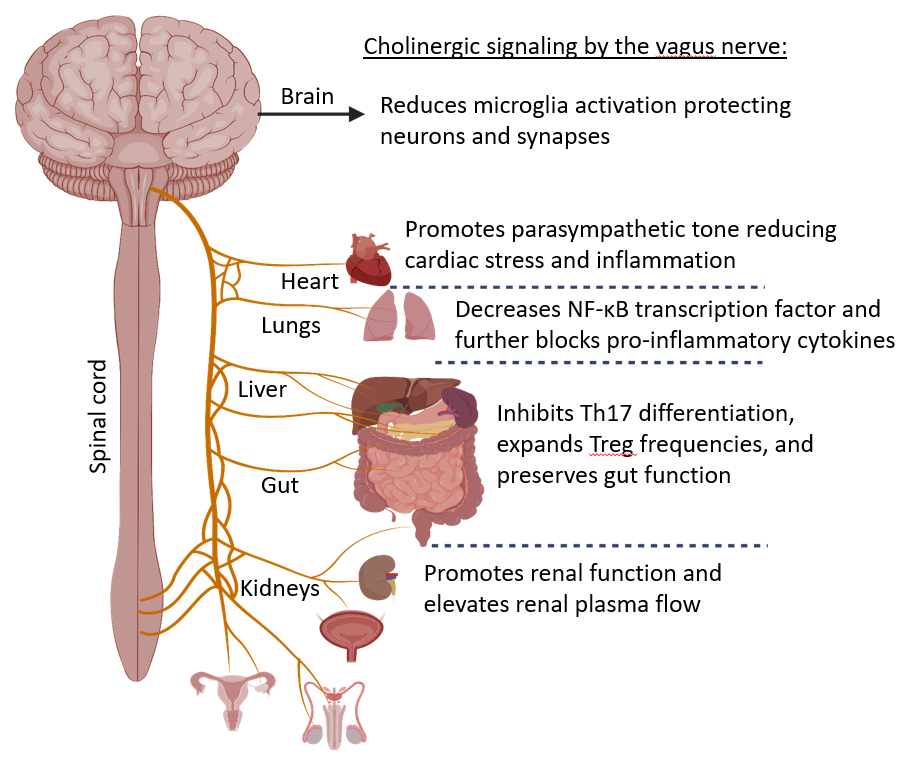 Cholinergic signaling by the vagus nerve:
Brain
Reduces microglia activation protecting
neurons and synapses
Promotes parasympathetic tone reducing
cardiac stress and inflammation
Heart
Lungs
Decreases NF-κB transcription factor and
further blocks pro-inflammatory cytokines
Spinal cord
Liver
Inhibits Th17 differentiation,
expands Treg frequencies, and
preserves gut function
Gut
Kidneys
Promotes renal function and
elevates renal plasma flow